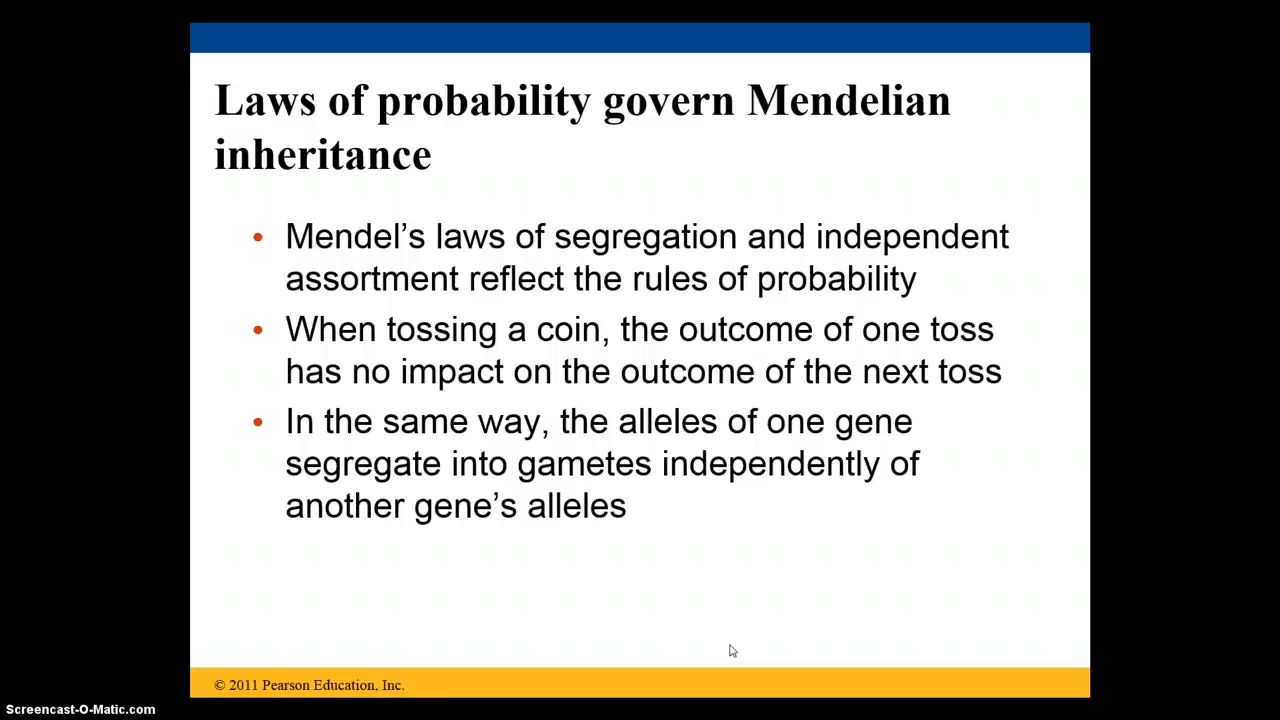 Laws of probability govern Mendelian
inheritance
• Mendel’s laws of segregation and independent
assortment reflect the rules of probability
• When tossing a coin, the outcome of one toss
has no impact on the outcome of the next toss
• In the same way, the alleles of one gene
segregate into gametes independently of
another gene’s alleles
© 2011 Pearson Education, Inc.
Screencast-O-Matic.com